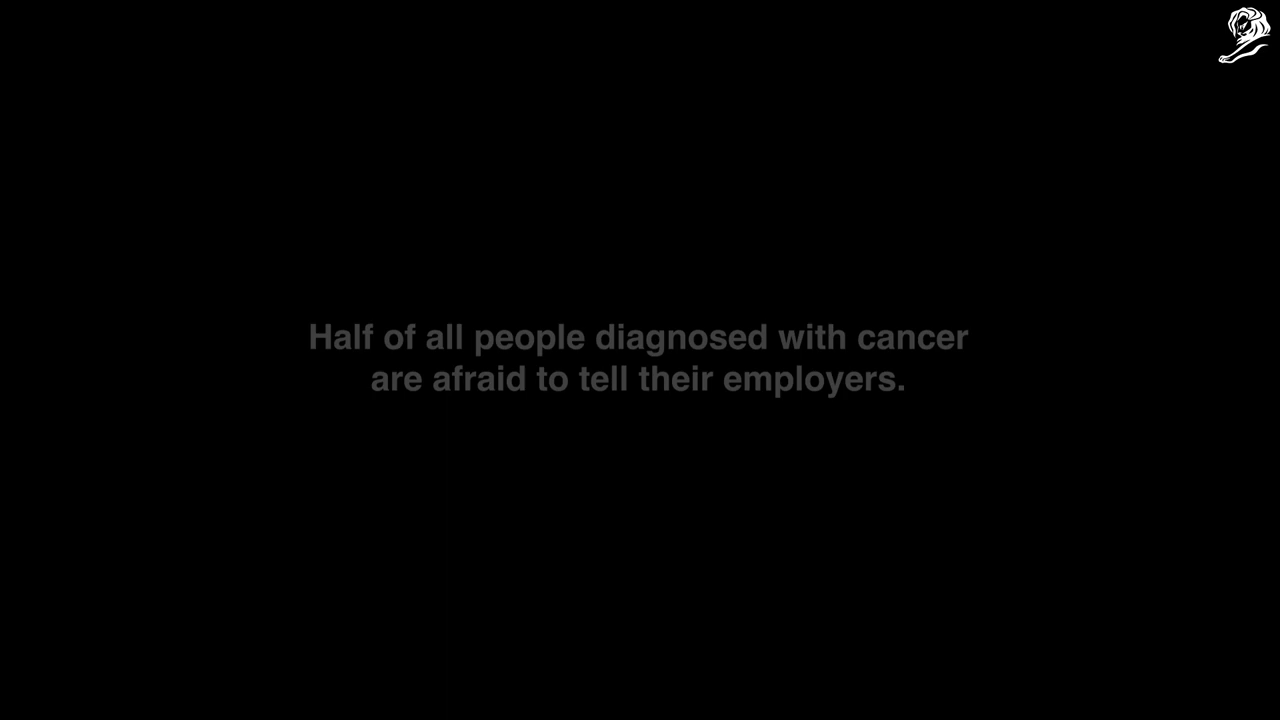 Half of all people diagnosed with cancer
are afraid to tell their employers.